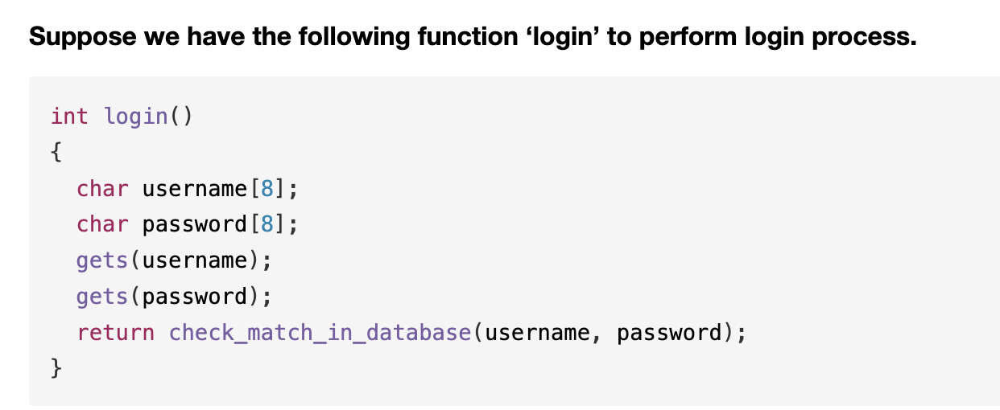 Suppose we have the following function ‘login’ to perform login process.
int login()
{
  char username[8];
  char password[8];
  gets(username);
  gets(password);
  return check_match_in_database(username, password);
}